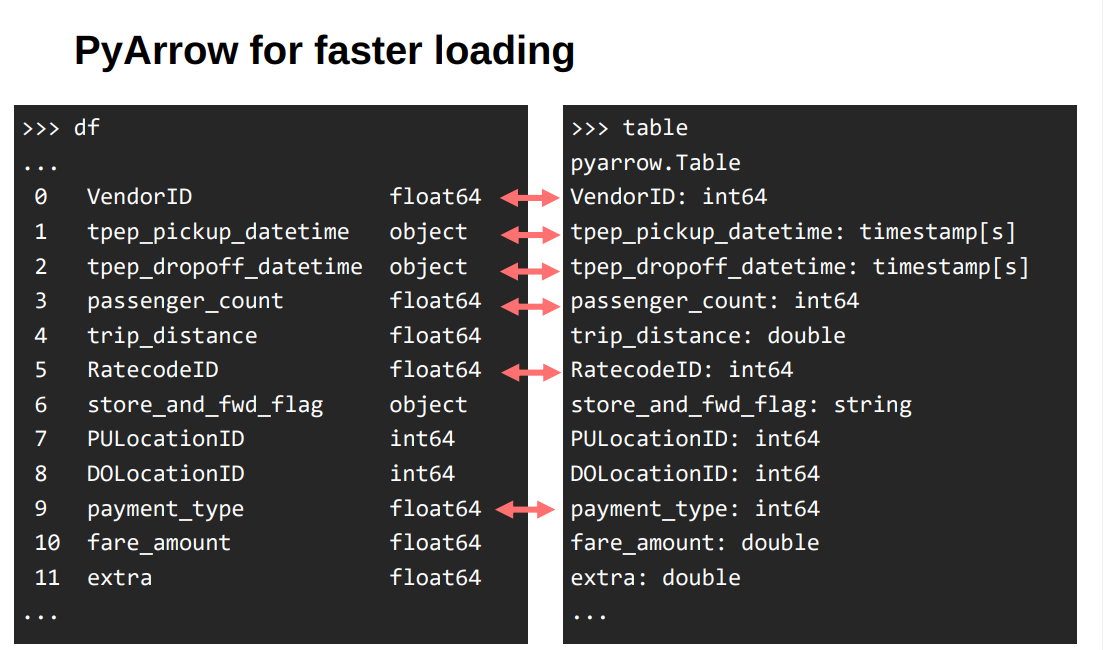 PyArrow for faster loading
>>> df
...
0 VendorID float64
1 tpep_pickup_datetime object
2 tpep_dropoff_datetime object
3 passenger_count float64
4 trip_distance float64
5 RatecodeID float64
6 store_and_fwd_flag object
7 PULocationID int64
8 DOLocationID int64
9 payment_type float64
10 fare_amount float64
11 extra float64
...
>>> table
pyarrow.Table
VendorID: int64
tpep_pickup_datetime: timestamp[s]
tpep_dropoff_datetime: timestamp[s]
passenger_count: int64
trip_distance: double
RatecodeID: int64
store_and_fwd_flag: string
PULocationID: int64
DOLocationID: int64
payment_type: int64
fare_amount: double
extra: double
...